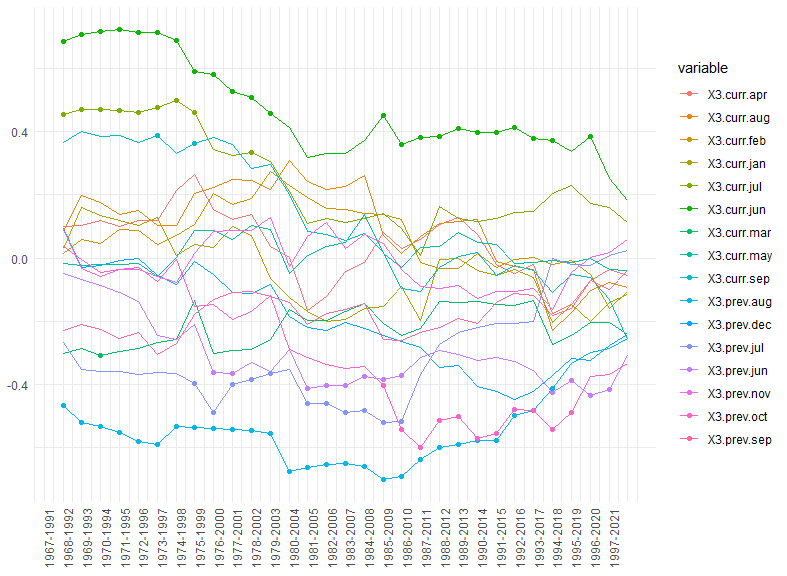 variable
X3.curr.apr
X3.curr.aug
X3.curr.feb
X3.curr.jan
X3.curr.jul
X3.curr.jun
X3.curr.mar
X3.curr.may
X3.curr.sep
X3.prev.aug
X3.prev.dec
X3.prev.jul
X3.prev.jun
X3.prev.nov
X3.prev.oct
X3.prev.sep
0.4
0.0
-0.4
1967-1991
1968-1992
1969-1993
1970-1994
1971-1995
1972-1996
1973-1997
1974-1998
1975-1999
1976-2000
1977-2001
1978-2002
1979-2003
1980-2004
1981-2005
1982-2006
1983-2007
1984-2008
1985-2009
1986-2010
1987-2011
1988-2012
1989-2013
1990-2014
1991-2015
1992-2016
1993-2017
1994-2018
1995-2019
1996-2020
1997-2021